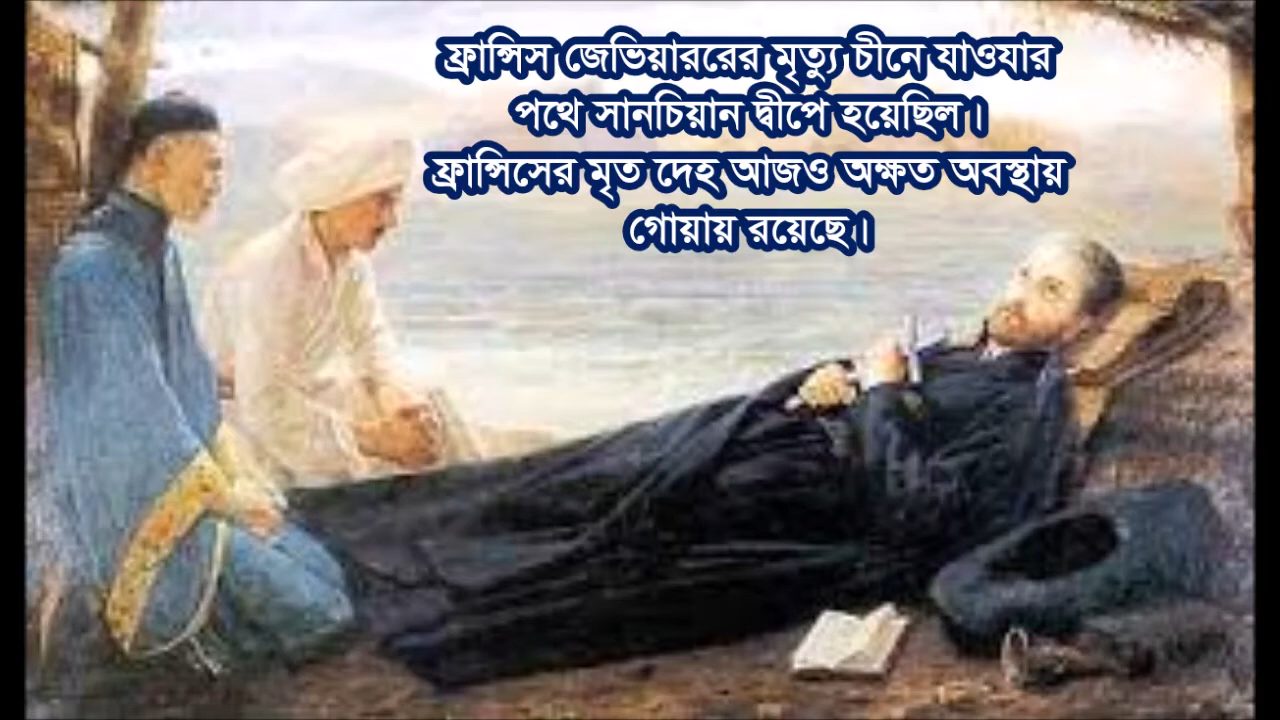 ফ্রান্সিস জেভিয়াররের মৃত্যু চীনে যাওযার
পথে সানচিয়ান দ্বীপে হয়েছিল।
ফ্রান্সিসের মৃত দেহ আজও অক্ষত অবস্থায়
গোয়ায় রয়েছে।